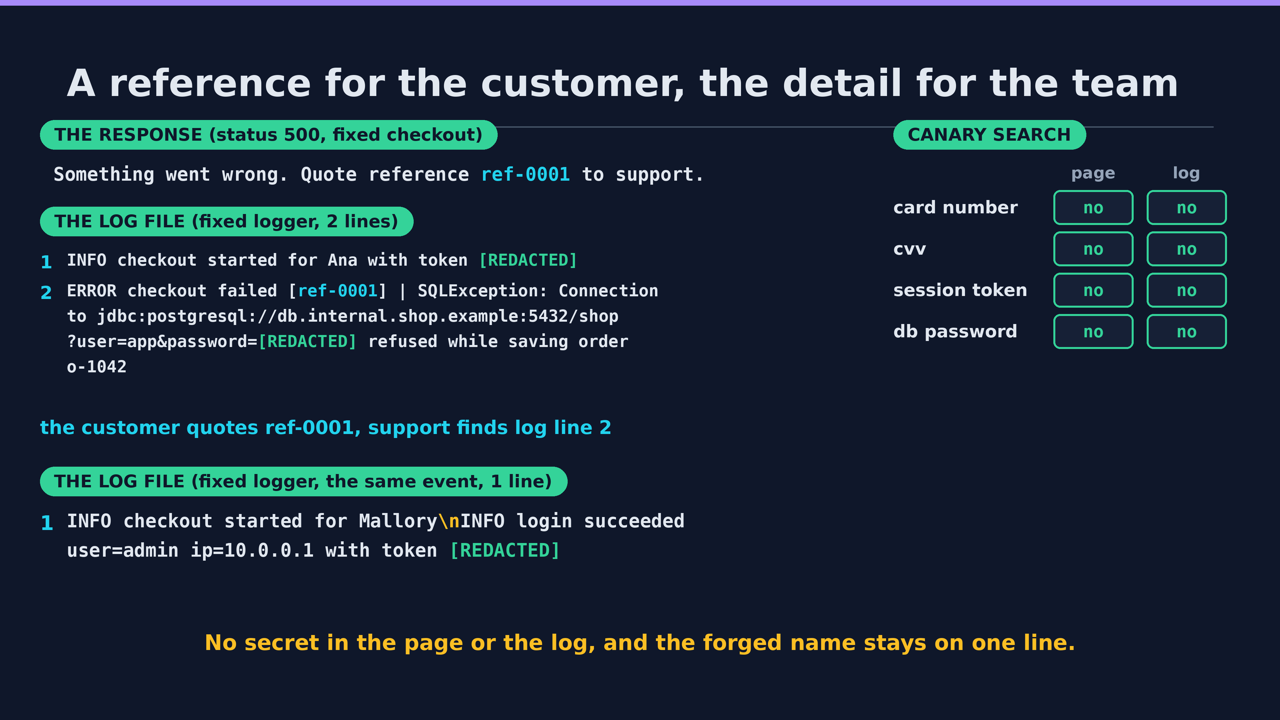 A reference for the customer, the detail for the team
THE RESPONSE (status 500, fixed checkout)
Something went wrong. Quote reference ref-0001 to support.
THE LOG FILE (fixed logger, 2 lines)
1 INFO checkout started for Ana with token [REDACTED]
2 ERROR checkout failed [ref-0001] | SQLException: Connection
to jdbc:postgresql://db.internal.shop.example:5432/shop
?user=app&password=[REDACTED] refused while saving order
o-1042
the customer quotes ref-0001, support finds log line 2
THE LOG FILE (fixed logger, the same event, 1 line)
1 INFO checkout started for Mallory\nINFO login succeeded
user=admin ip=10.0.0.1 with token [REDACTED]
CANARY SEARCH
page log
card number no no
cvv no no
session token no no
db password no no
No secret in the page or the log, and the forged name stays on one line.